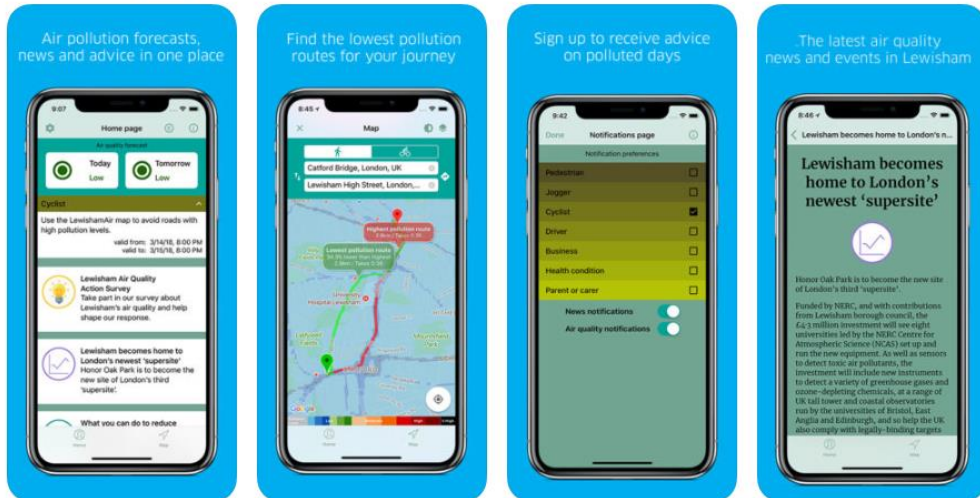 Air pollution forecasts,
news and advice in one place
9:07
Home page
Air quality forecast
Today
Low
Tomorrow
Low
Cyclist
Use the LewishamAir map to avoid roads with
high pollution levels.
valid from: 3/14/18, 8:00 PM
valid to: 3/15/18, 8:00 PM
Lewisham Air Quality
Action Survey
Take part in our survey about
Lewisham's air quality and help
shape our response.
Lewisham becomes home to
London's newest 'supersite'
Honor Oak Park is to become the
new site of London's third
'supersite'.
What you can do to reduce
Home
Map
Find the lowest pollution
routes for your journey
8:45
Map
Catford Bridge, London, UK
Lewisham High Street, London,...
Highest pollution route
Lowest pollution route
University
Hospital Lewisham
Ladywell
Fields
Mountsfield
Park
Google
Low
High
Home
Map
Sign up to receive advice
on polluted days
9:42
Done
Notifications page
Notification preferences
Pedestrian
Jogger
Cyclist
Driver
Business
Health condition
Parent or carer
News notifications
Air quality notifications
.The latest air quality
news and events in Lewisham
8:46
Lewisham becomes home to London's n...
Lewisham becomes
home to London's
newest 'supersite'
Honor Oak Park is to become the new site
of London's third 'supersite'.
Funded by NERC, and with contributions
from Lewisham borough council, the
£4.3 million investment will see eight
universities led by the NERC Centre for
Atmospheric Science (NCAS) set up and
run the new equipment. As well as sensors
to detect toxic air pollutants, the
investment will include new instruments
to detect a variety of greenhouse gases and
ozone-depleting chemicals, at a range of
UK tall tower and coastal observatories
run by the universities of Bristol, East
Anglia and Edinburgh, and so help the UK
also comply with legally-binding targets
Home
Map